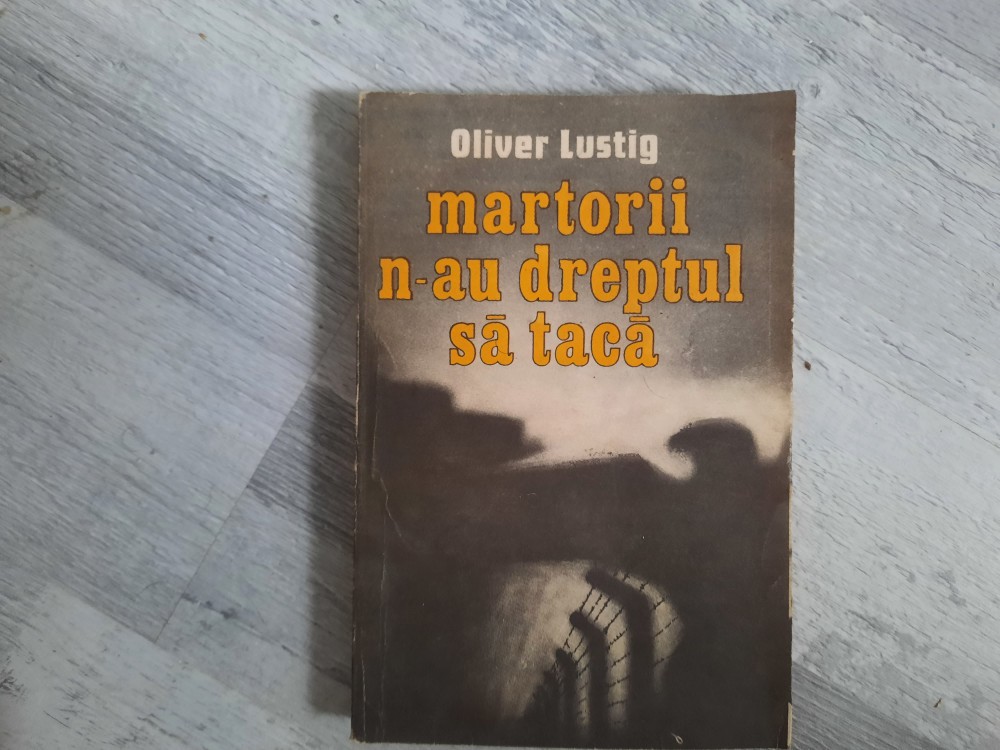 Oliver Lustig
martorii
n-au dreptul
să tacă